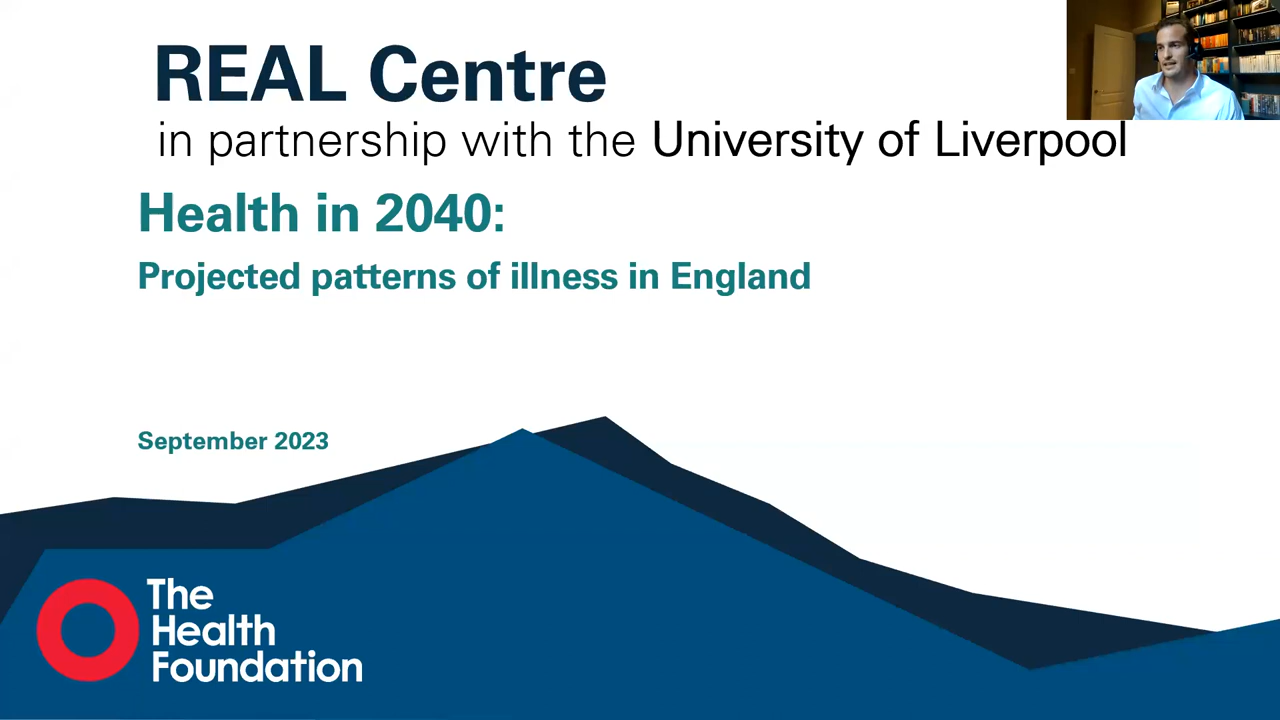 REAL Centre
in partnership with the University of Liverpool
Health in 2040:
Projected patterns of illness in England
September 2023
The
Health
Foundation